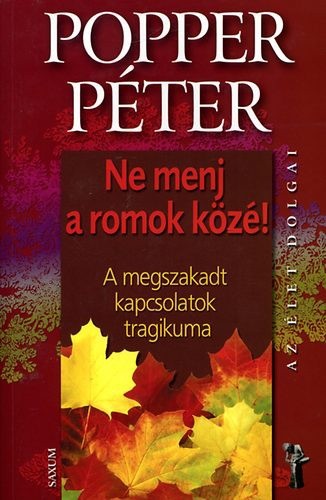 POPPER
PÉTER
Ne menj
a romok közé!
A megszakadt
kapcsolatok
tragikuma
AZ ÉLET DOLGAI
SAXUM